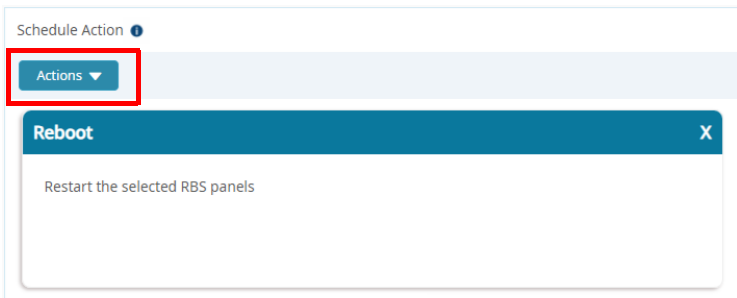 Schedule Action
Actions
Reboot X
Restart the selected RBS panels